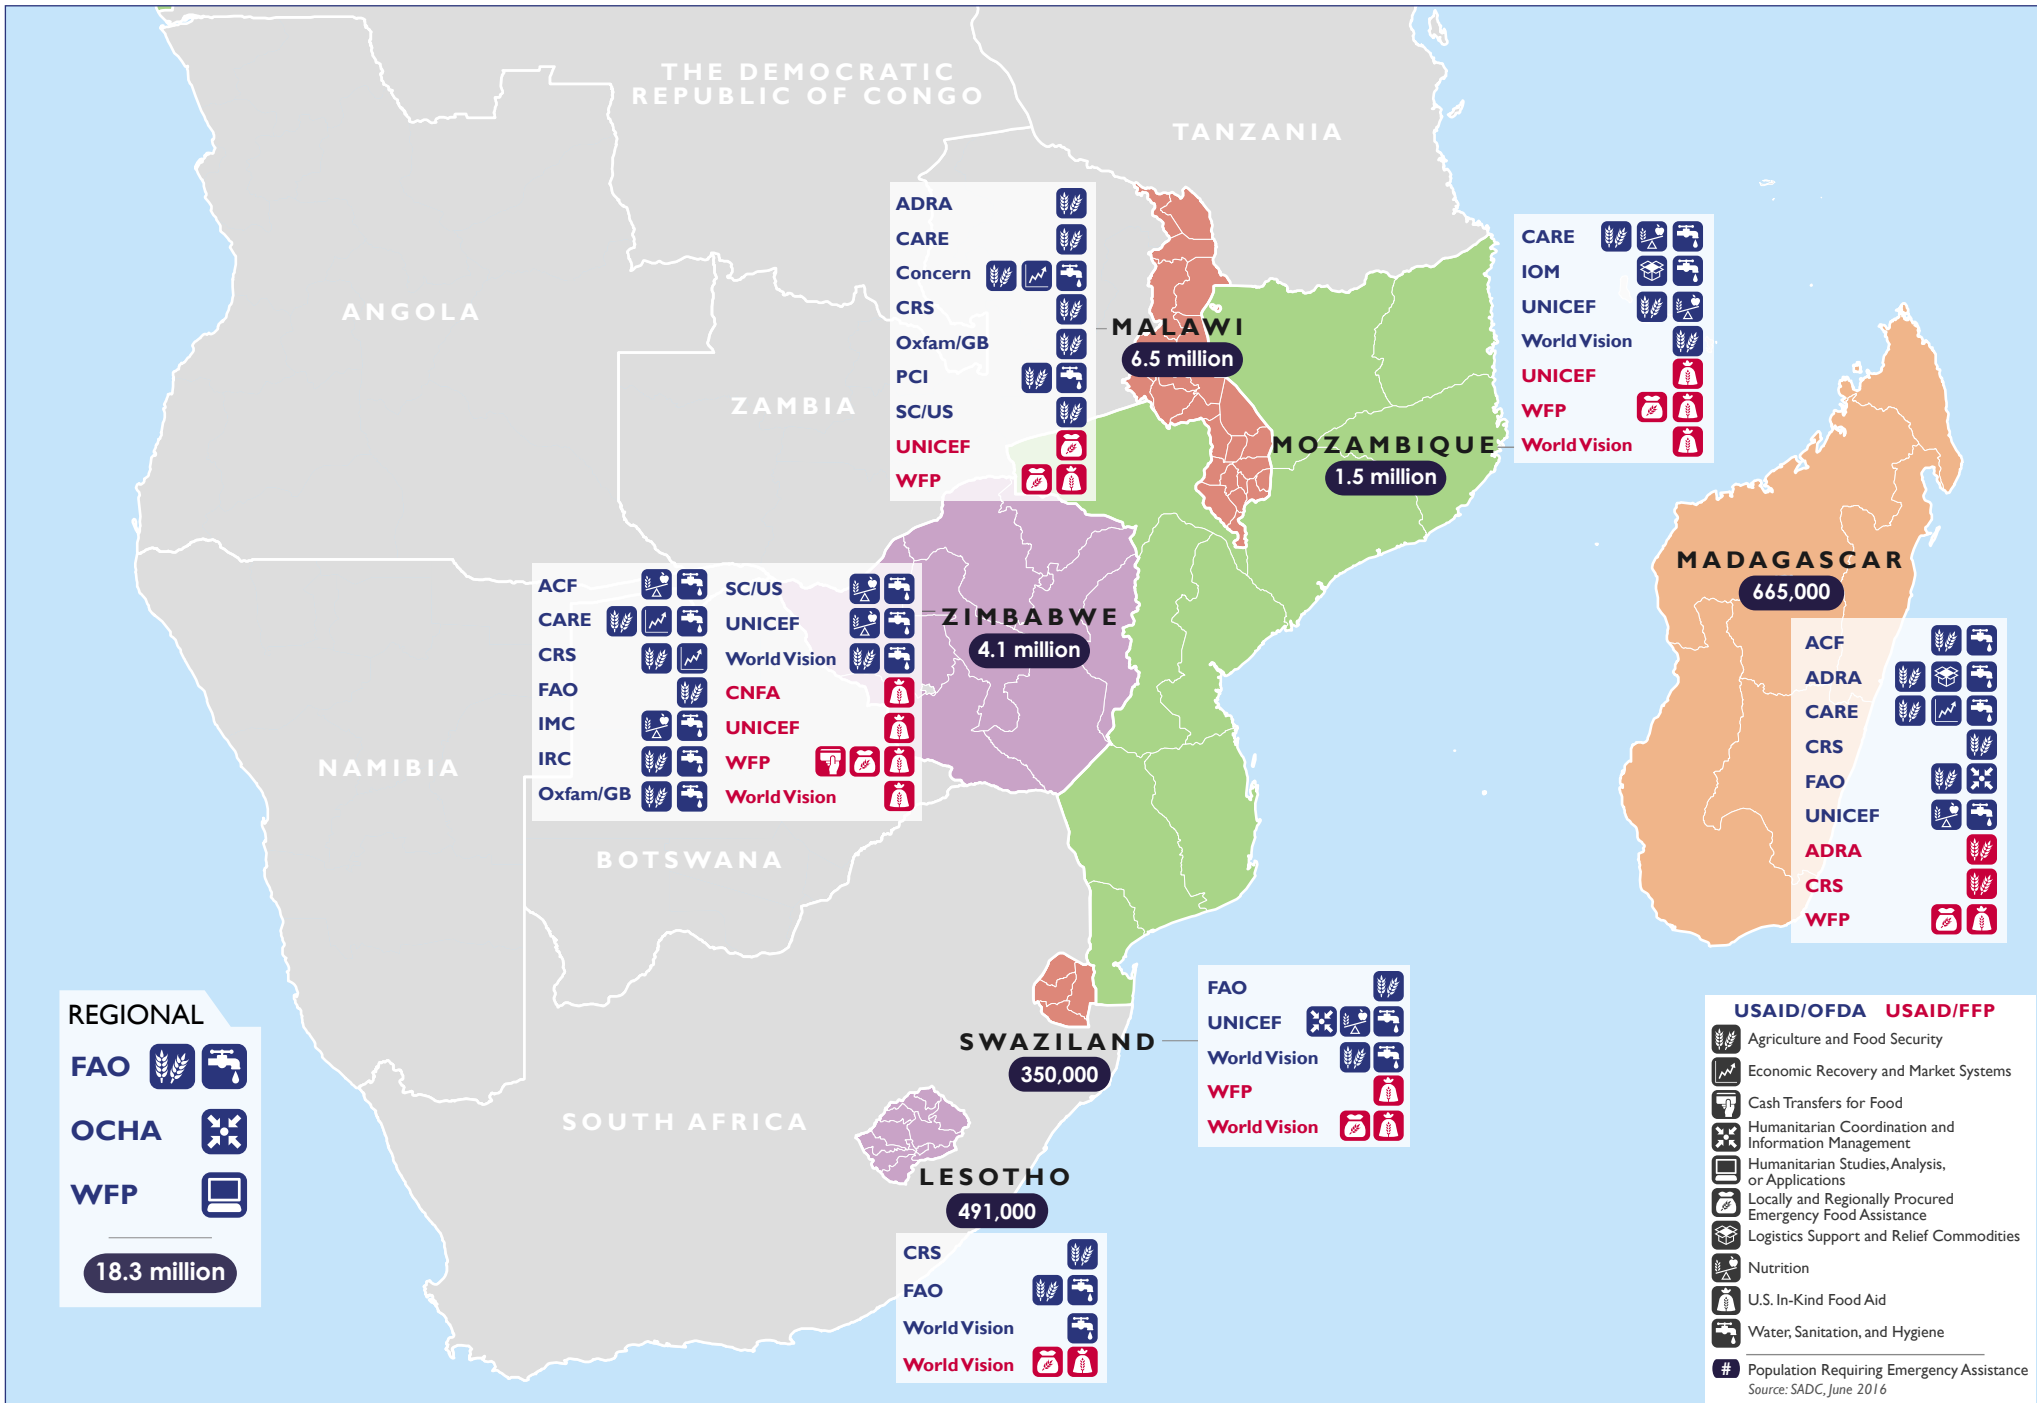 THE DEMOCRATIC
REPUBLIC OF CONGO
TANZANIA
ANGOLA
ZAMBIA
NAMIBIA
BOTSWANA
SOUTH AFRICA
ADRA
CARE
Concern
CRS
Oxfam/GB
PCI
SC/US
UNICEF
WFP
MALAWI
6.5 million
CARE
IOM
UNICEF
World Vision
UNICEF
WFP
World Vision
MOZAMBIQUE
1.5 million
ACF
CARE
CRS
FAO
IMC
IRC
Oxfam/GB
SC/US
UNICEF
World Vision
CNFA
UNICEF
WFP
World Vision
ZIMBABWE
4.1 million
MADAGASCAR
665,000
ACF
ADRA
CARE
CRS
FAO
UNICEF
ADRA
CRS
WFP
SWAZILAND
350,000
FAO
UNICEF
World Vision
WFP
World Vision
LESOTHO
491,000
CRS
FAO
World Vision
World Vision
REGIONAL
FAO
OCHA
WFP
18.3 million
USAID/OFDA USAID/FFP
Agriculture and Food Security
Economic Recovery and Market Systems
Cash Transfers for Food
Humanitarian Coordination and
Information Management
Humanitarian Studies, Analysis,
or Applications
Locally and Regionally Procured
Emergency Food Assistance
Logistics Support and Relief Commodities
Nutrition
U.S. In-Kind Food Aid
Water, Sanitation, and Hygiene
# Population Requiring Emergency Assistance
Source: SADC, June 2016